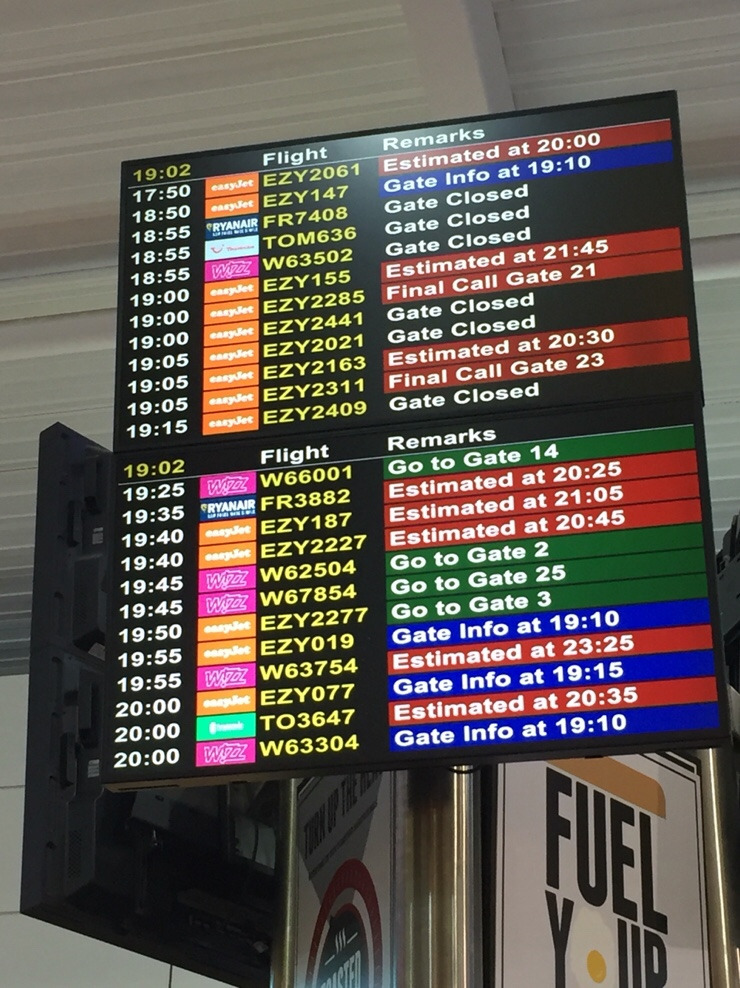 19:02 Flight Remarks
17:50 easyJet EZY2061 Estimated at 20:00
18:50 easyJet EZY147 Gate Info at 19:10
18:55 RYANAIR FR7408 Gate Closed
18:55 TOM636 Gate Closed
18:55 Wizz W63502 Gate Closed
19:00 easyJet EZY155 Estimated at 21:45
19:00 easyJet EZY2285 Final Call Gate 21
19:00 easyJet EZY2441 Gate Closed
19:05 easyJet EZY2021 Gate Closed
19:05 easyJet EZY2163 Estimated at 20:30
19:05 easyJet EZY2311 Final Call Gate 23
19:15 easyJet EZY2409 Gate Closed
19:02 Flight Remarks
19:25 Wizz W66001 Go to Gate 14
19:35 RYANAIR FR3882 Estimated at 20:25
19:40 easyJet EZY187 Estimated at 21:05
19:40 easyJet EZY2227 Estimated at 20:45
19:45 Wizz W62504 Go to Gate 2
19:45 Wizz W67854 Go to Gate 25
19:50 easyJet EZY2277 Go to Gate 3
19:55 easyJet EZY019 Gate Info at 19:10
19:55 Wizz W63754 Estimated at 23:25
20:00 easyJet EZY077 Gate Info at 19:15
20:00 TO3647 Estimated at 20:35
20:00 Wizz W63304 Gate Info at 19:10
TURN UP THE
FUEL